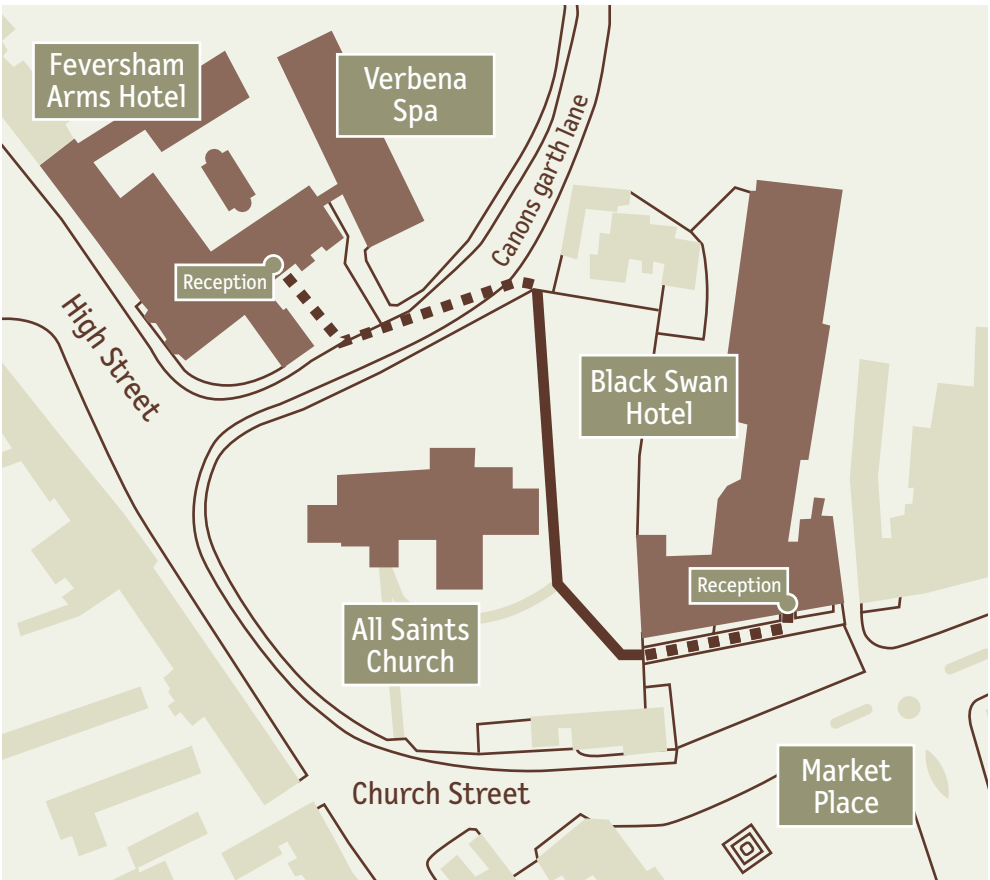 Feversham
Arms Hotel
Verbena
Spa
Canons garth lane
Reception
High Street
Black Swan
Hotel
Reception
All Saints
Church
Market
Place
Church Street